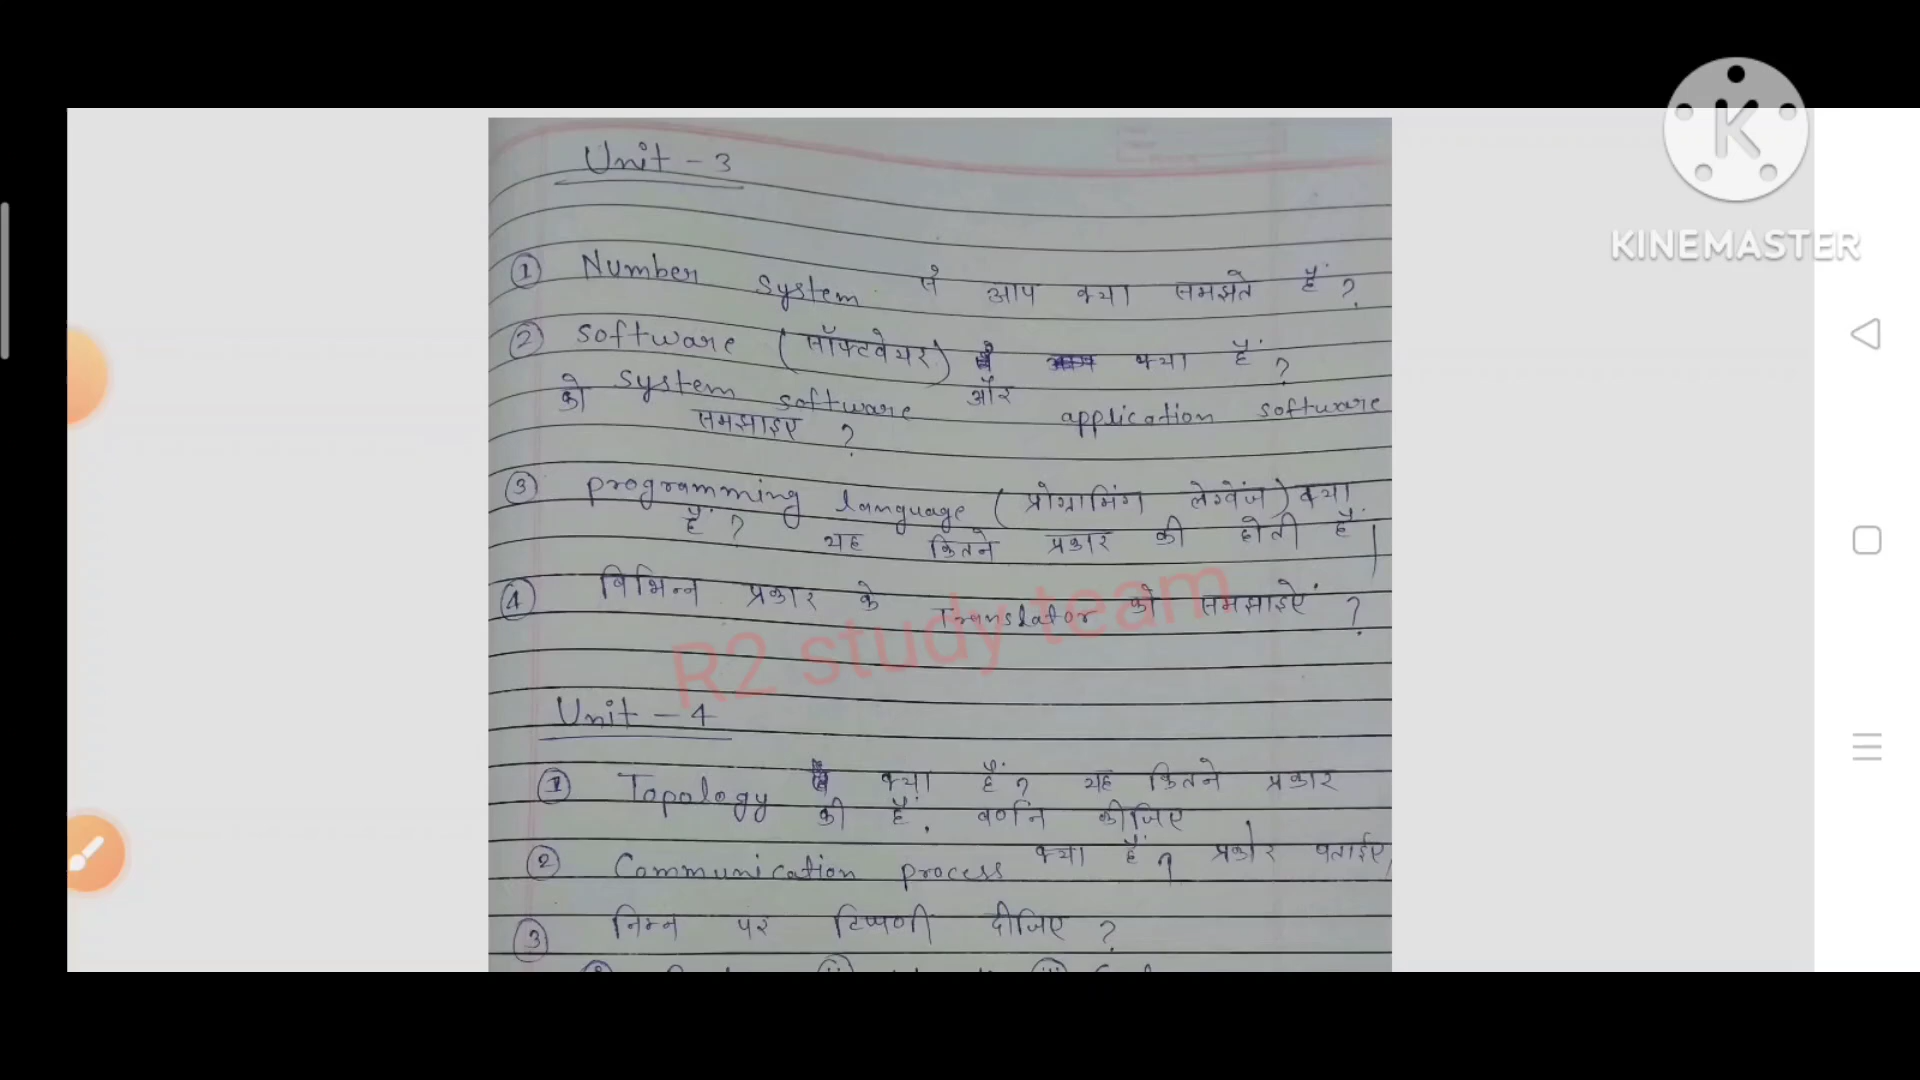 KINEMASTER
Unit - 3
① Number system से आप क्या समझते हैं ?
② software (सॉफ्टवेयर) क्या हैं ?
system software और application software
को समझाइए ?
③ programming language (प्रोग्रामिंग लेग्वेंज) क्या
हैं ? यह कितने प्रकार की होती हैं |
④ विभिन्न प्रकार के Translator को समझाइऐं ?
R2 study team
Unit - 4
① Topology क्या हैं ? यह कितने प्रकार
की हैं. वर्णन कीजिए
② Communication process क्या हैं ? प्रकार बताईए
③ निम्न पर टिप्पणी दीजिए ?